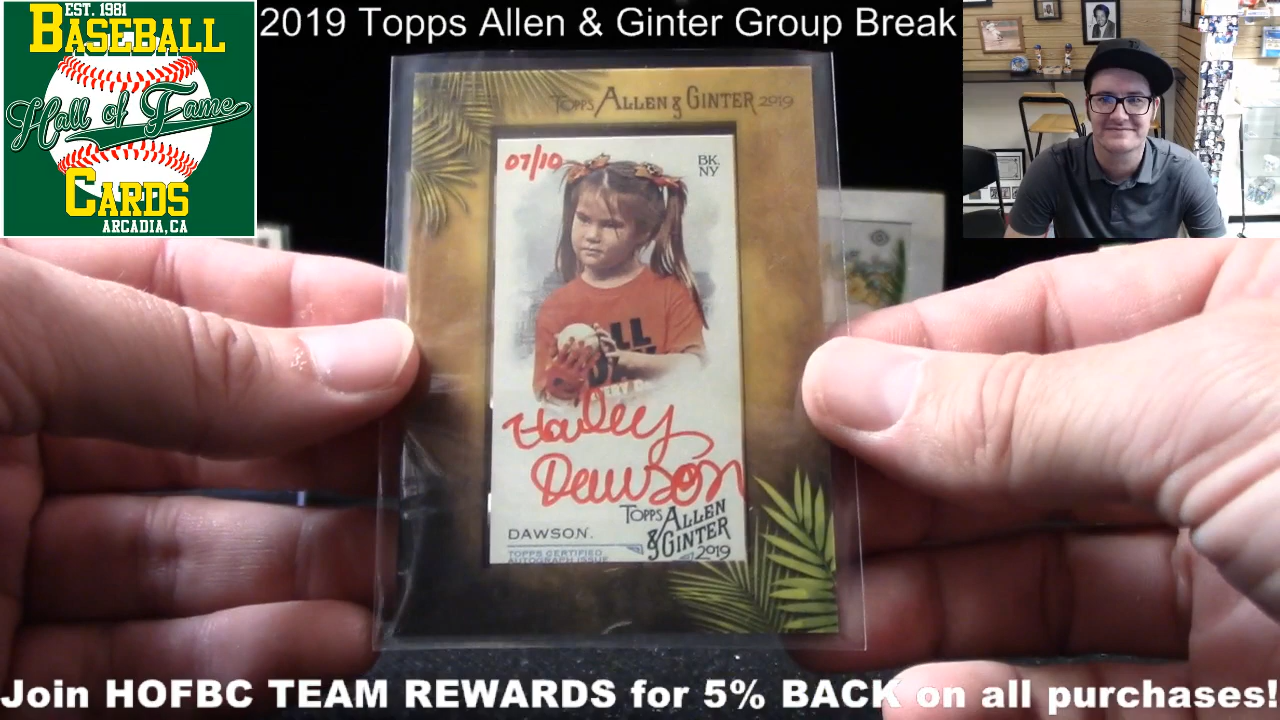 EST. 1981
BASEBALL
Hall of Fame
CARDS
ARCADIA, CA
2019 Topps Allen & Ginter Group Break
TOPPS ALLEN & GINTER 2019
07/10
BK.
NY
LL
Hailey
Dawson
TOPPS ALLEN
& GINTER
2019
DAWSON.
TOPPS CERTIFIED
AUTOGRAPH ISSUE
Join HOFBC TEAM REWARDS for 5% BACK on all purchases!